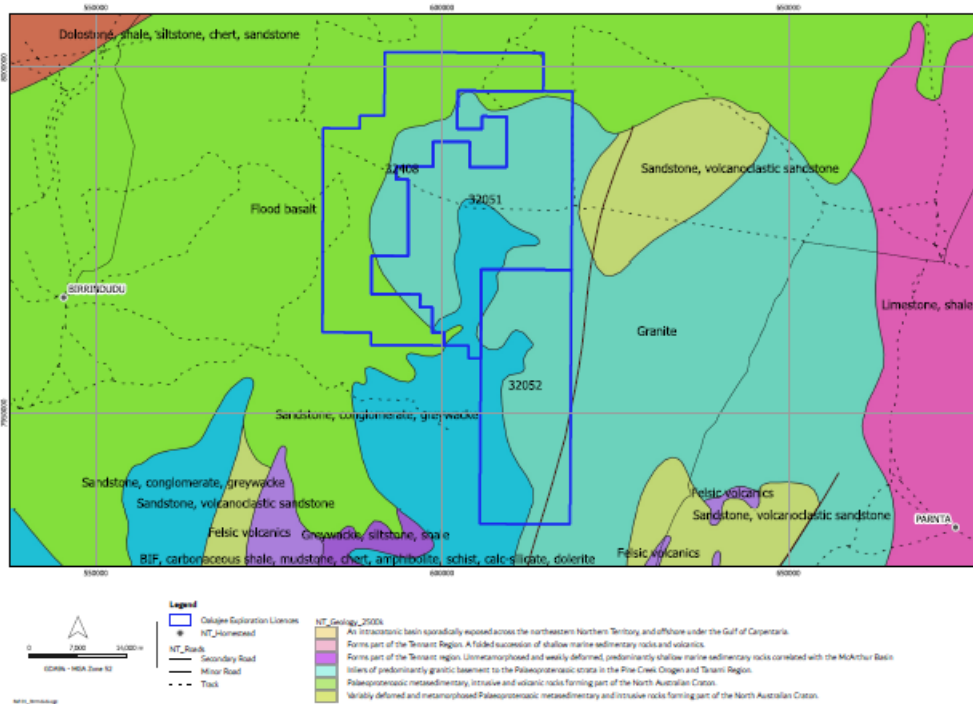 550000
600000
650000
8000000
Dolostone, shale, siltstone, chert, sandstone
32408
Sandstone, volcanoclastic sandstone
32051
Flood basalt
BIRRINDUDU
Limestone, shale
Granite
32052
7950000
Sandstone, conglomerate, greywacke
Sandstone, conglomerate, greywacke
Sandstone, volcanoclastic sandstone
Felsic volcanics
Sandstone, volcanoclastic sandstone
PARNTA
Felsic volcanics
Greywacke, siltstone, shale
Felsic volcanics
BIF, carbonaceous shale, mudstone, chert, amphibolite, schist, calc-silicate, dolerite
550000
600000
650000
Legend
Oakajee Exploration Licences
NT_Homestead
NT_Roads
Secondary Road
Minor Road
Track
0 7,000 14,000 m
GDA94 - MGA Zone 52
NT_Geology_2500k
An intracratonic basin sporadically exposed across the northeastern Northern Territory, and offshore under the Gulf of Carpentaria.
Forms part of the Tennant Region. A folded succession of shallow marine sedimentary rocks and volcanics.
Forms part of the Tennant region. Unmetamorphosed and weakly deformed, predominantly shallow marine sedimentary rocks correlated with the McArthur Basin
Inliers of predominantly granitic basement to the Palaeoproterozoic strata in the Pine Creek Orogen and Tanami Region.
Palaeoproterozoic metasedimentary, intrusive and volcanic rocks forming part of the North Australian Craton.
Variably deformed and metamorphosed Palaeoproterozoic metasedimentary and intrusive rocks forming part of the North Australian Craton.